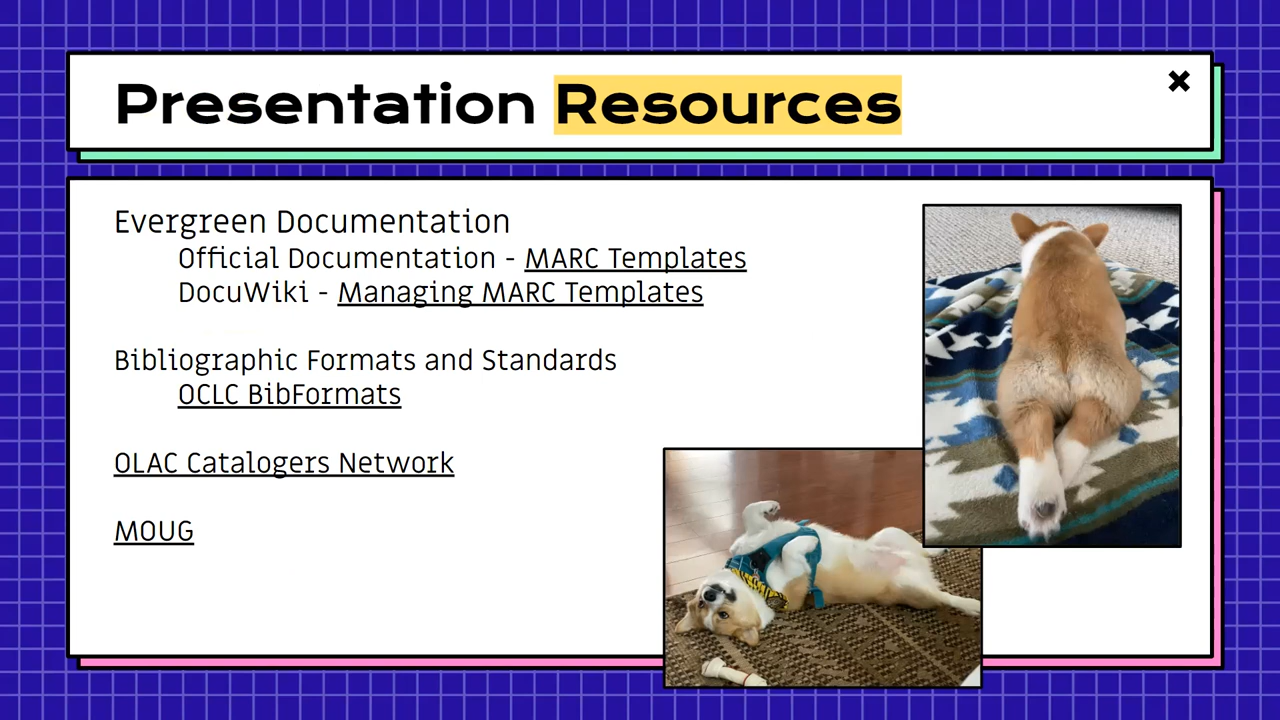 Presentation Resources
Evergreen Documentation
Official Documentation - MARC Templates
DocuWiki - Managing MARC Templates
Bibliographic Formats and Standards
OCLC BibFormats
OLAC Catalogers Network
MOUG